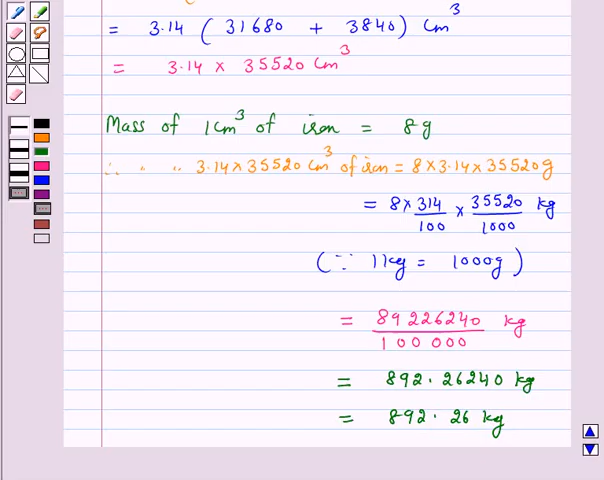 = 3.14 ( 31680 + 3840) cm³
= 3.14 × 35520 cm³
Mass of 1cm³ of iron = 8g
∴ " " 3.14×35520 cm³ of iron = 8×3.14×35520g
= 8×314/100 × 35520/1000 kg
(∵ 11kg = 1000g)
= 89226240/100000 kg
= 892.26240 kg
= 892.26 kg